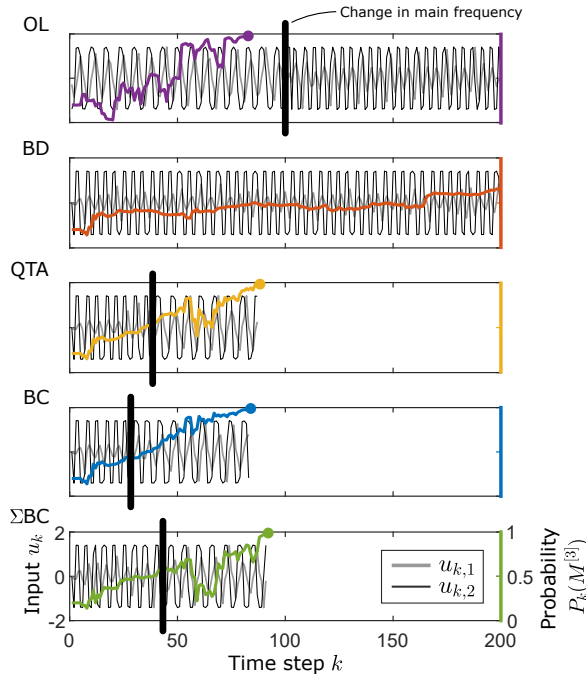 OL
Change in main frequency
BD
QTA
BC
ΣBC
2
0
-2
Input u_k
1
0.5
0
Probability
P_k(M^{[3]})
u_{k,1}
u_{k,2}
0 50 100 150 200
Time step k